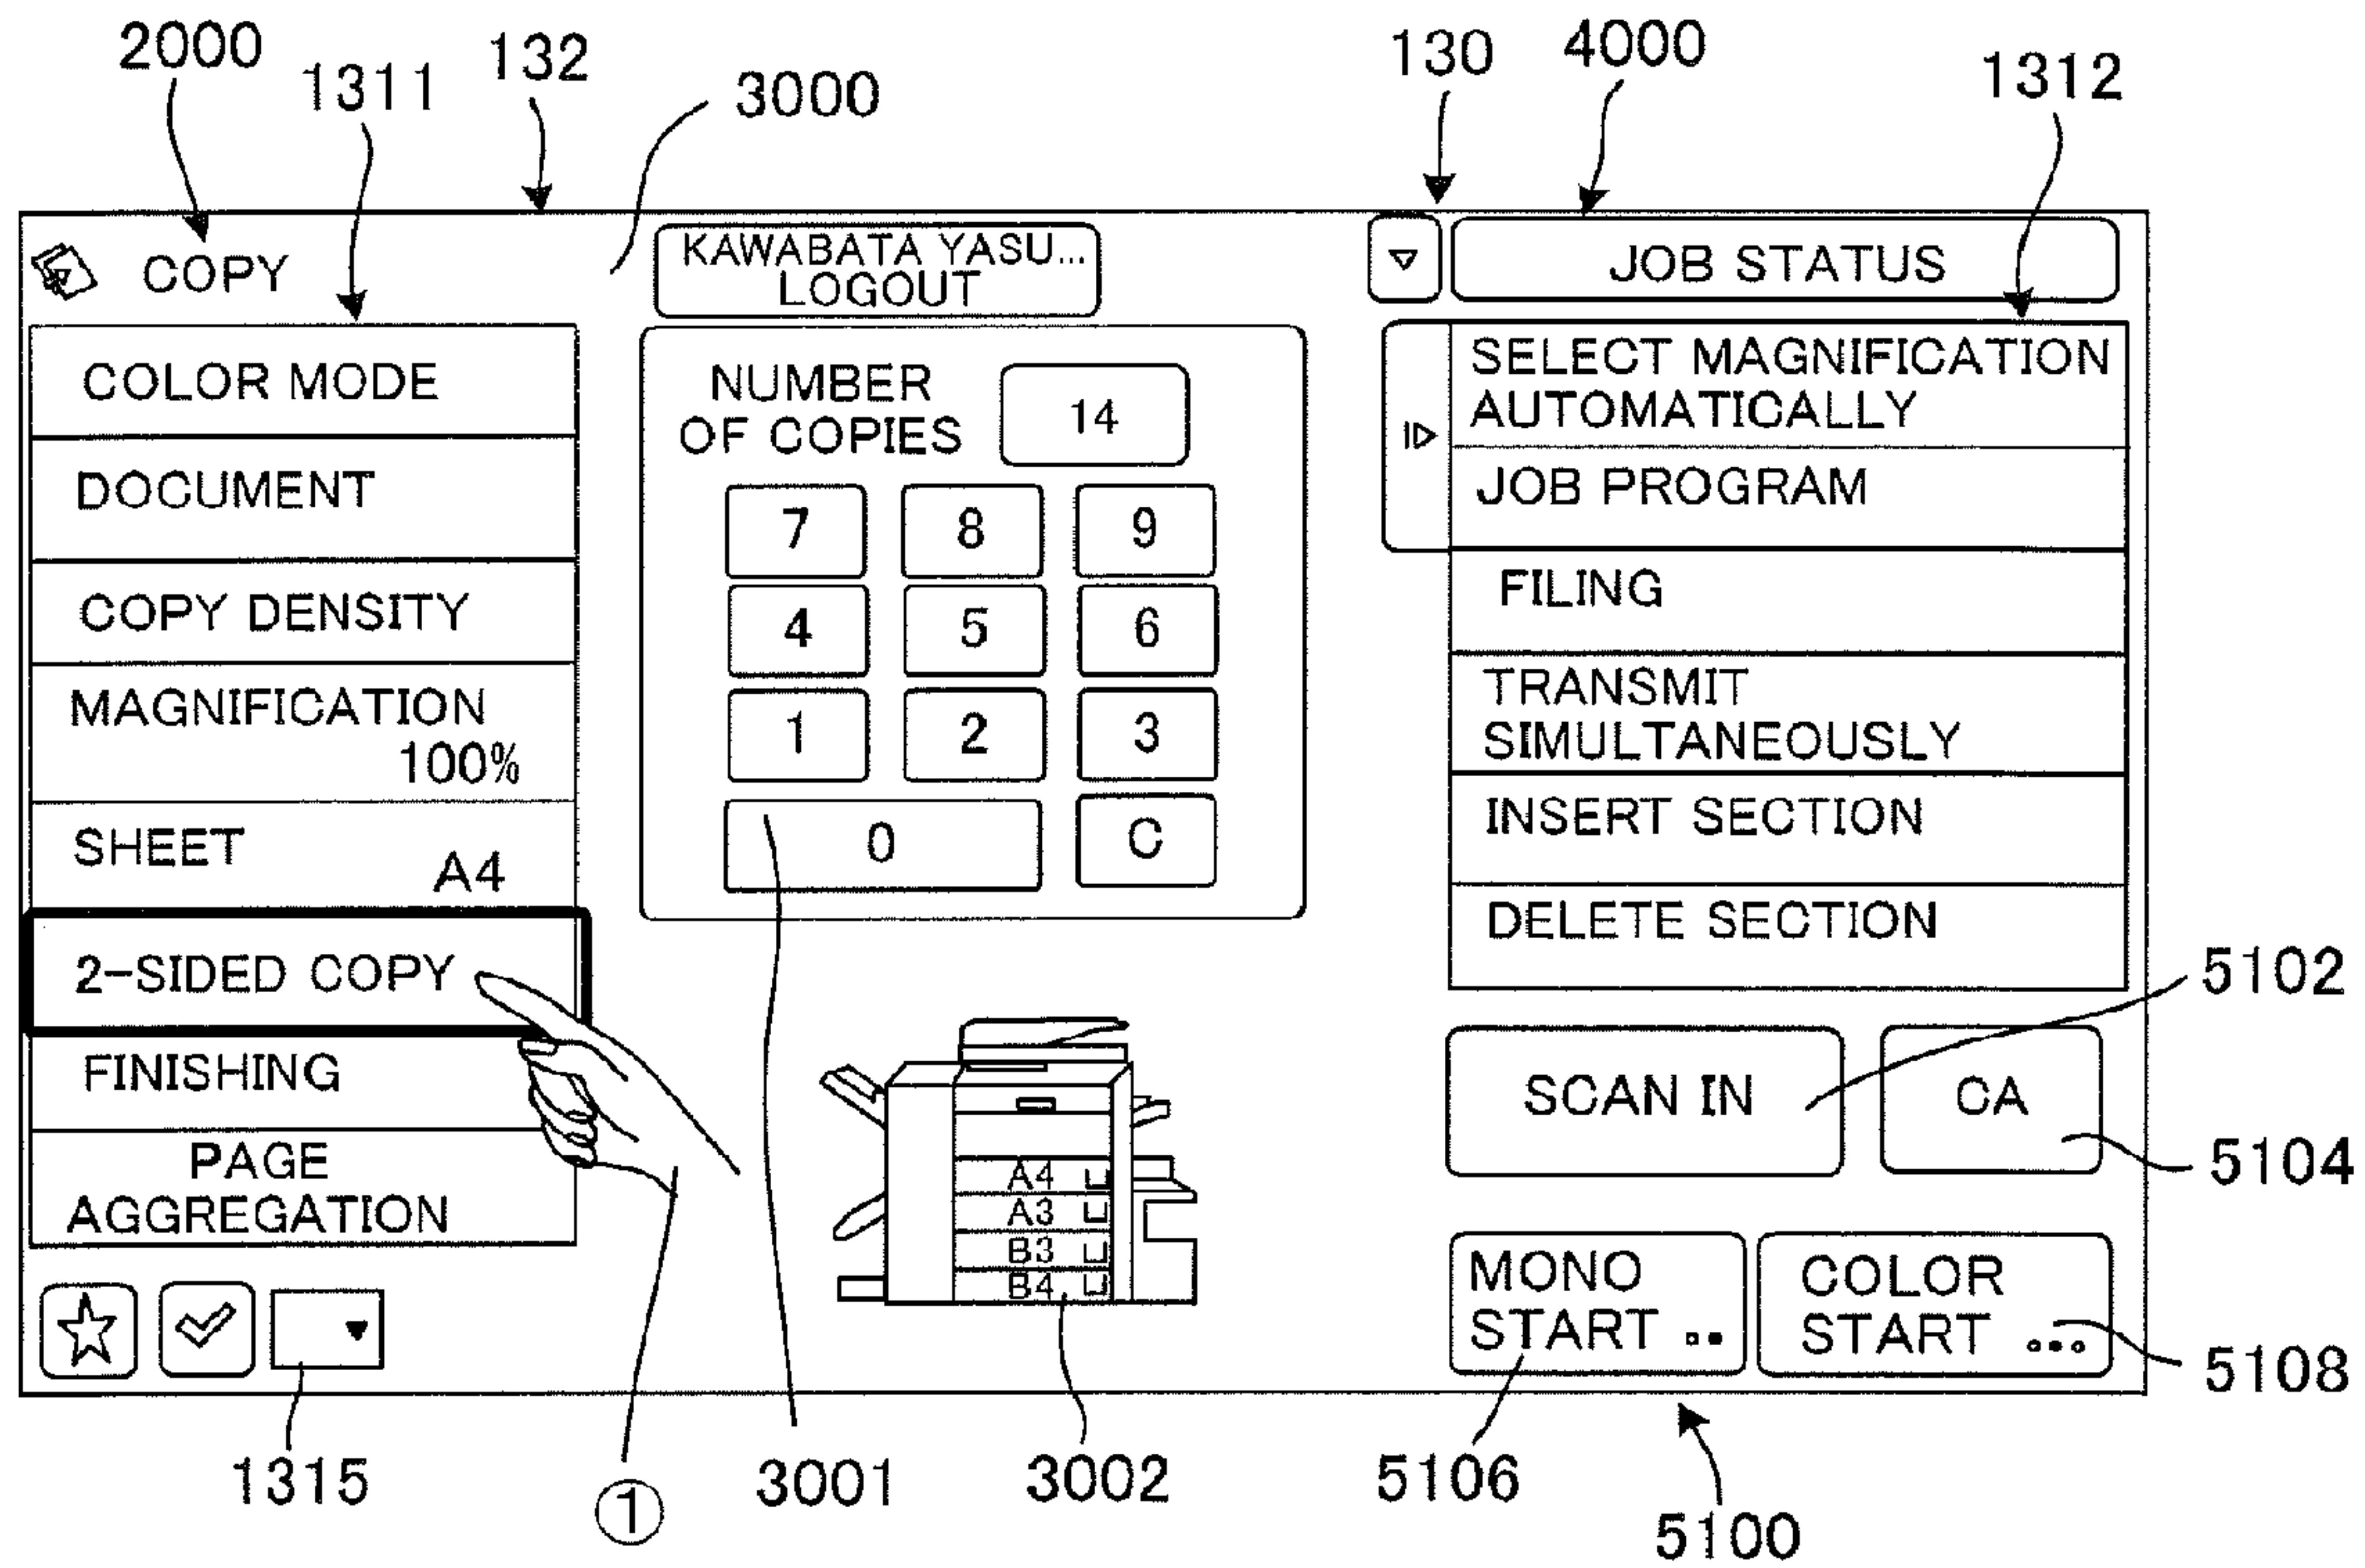 2000
1311
132
3000
130
4000
1312
COPY
KAWABATA YASU...
LOGOUT
JOB STATUS
COLOR MODE
DOCUMENT
COPY DENSITY
MAGNIFICATION
100%
SHEET
A4
2-SIDED COPY
FINISHING
PAGE
AGGREGATION
NUMBER
OF COPIES
14
7 8 9
4 5 6
1 2 3
0 C
A4
A3
B3
B4
SELECT MAGNIFICATION
AUTOMATICALLY
JOB PROGRAM
FILING
TRANSMIT
SIMULTANEOUSLY
INSERT SECTION
DELETE SECTION
SCAN IN
CA
MONO
START
COLOR
START
5102
5104
5108
1315
①
3001
3002
5106
5100